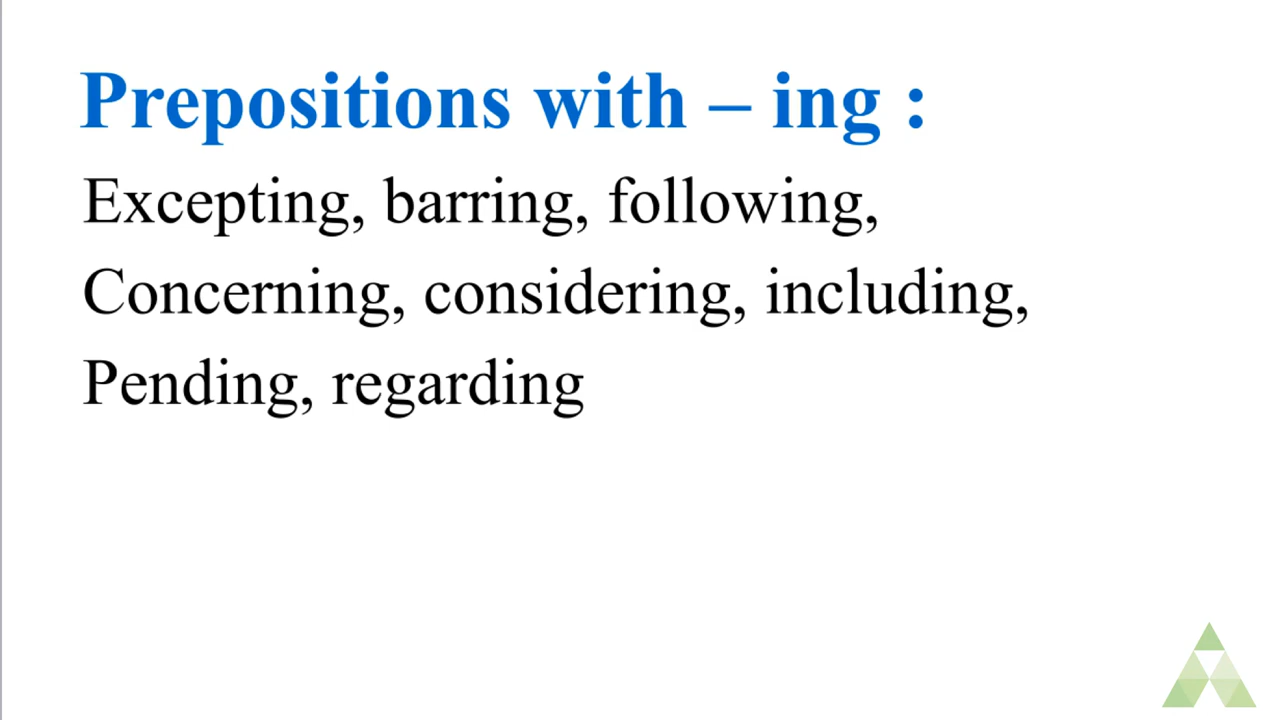 Prepositions with – ing :
Excepting, barring, following,
Concerning, considering, including,
Pending, regarding